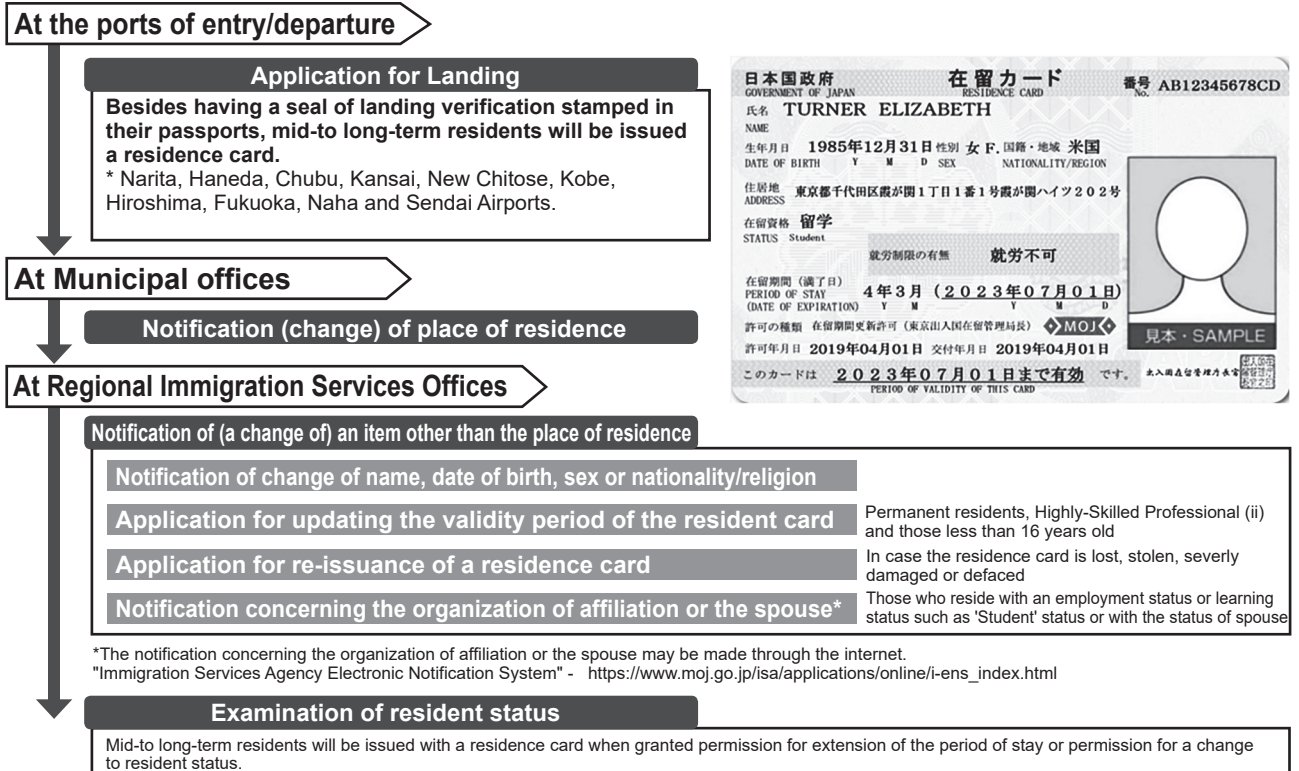 At the ports of entry/departure
Application for Landing
Besides having a seal of landing verification stamped in
their passports, mid-to long-term residents will be issued
a residence card.
* Narita, Haneda, Chubu, Kansai, New Chitose, Kobe,
Hiroshima, Fukuoka, Naha and Sendai Airports.
日本国政府 在留カード 番号 AB12345678CD
GOVERNMENT OF JAPAN RESIDENCE CARD No.
氏名 TURNER ELIZABETH
NAME
生年月日 1985年12月31日 性別 女 F. 国籍・地域 米国
DATE OF BIRTH Y M D SEX NATIONALITY/REGION
住居地 東京都千代田区霞が関1丁目1番1号霞が関ハイツ202号
ADDRESS
在留資格 留学
STATUS Student
就労制限の有無 就労不可
在留期間(満了日) 4年3月(2023年07月01日)
PERIOD OF STAY Y M Y M D
(DATE OF EXPIRATION)
許可の種類 在留期間更新許可(東京出入国在留管理局長) MOJ
許可年月日 2019年04月01日 交付年月日 2019年04月01日
見本・SAMPLE
このカードは 2023年07月01日まで有効 です。 出入国在留管理庁長官
PERIOD OF VALIDITY OF THIS CARD
At Municipal offices
Notification (change) of place of residence
At Regional Immigration Services Offices
Notification of (a change of) an item other than the place of residence
Notification of change of name, date of birth, sex or nationality/religion
Application for updating the validity period of the resident card
Permanent residents, Highly-Skilled Professional (ii)
and those less than 16 years old
Application for re-issuance of a residence card
In case the residence card is lost, stolen, severly
damaged or defaced
Notification concerning the organization of affiliation or the spouse*
Those who reside with an employment status or learning
status such as 'Student' status or with the status of spouse
*The notification concerning the organization of affiliation or the spouse may be made through the internet.
"Immigration Services Agency Electronic Notification System" - https://www.moj.go.jp/isa/applications/online/i-ens_index.html
Examination of resident status
Mid-to long-term residents will be issued with a residence card when granted permission for extension of the period of stay or permission for a change
to resident status.